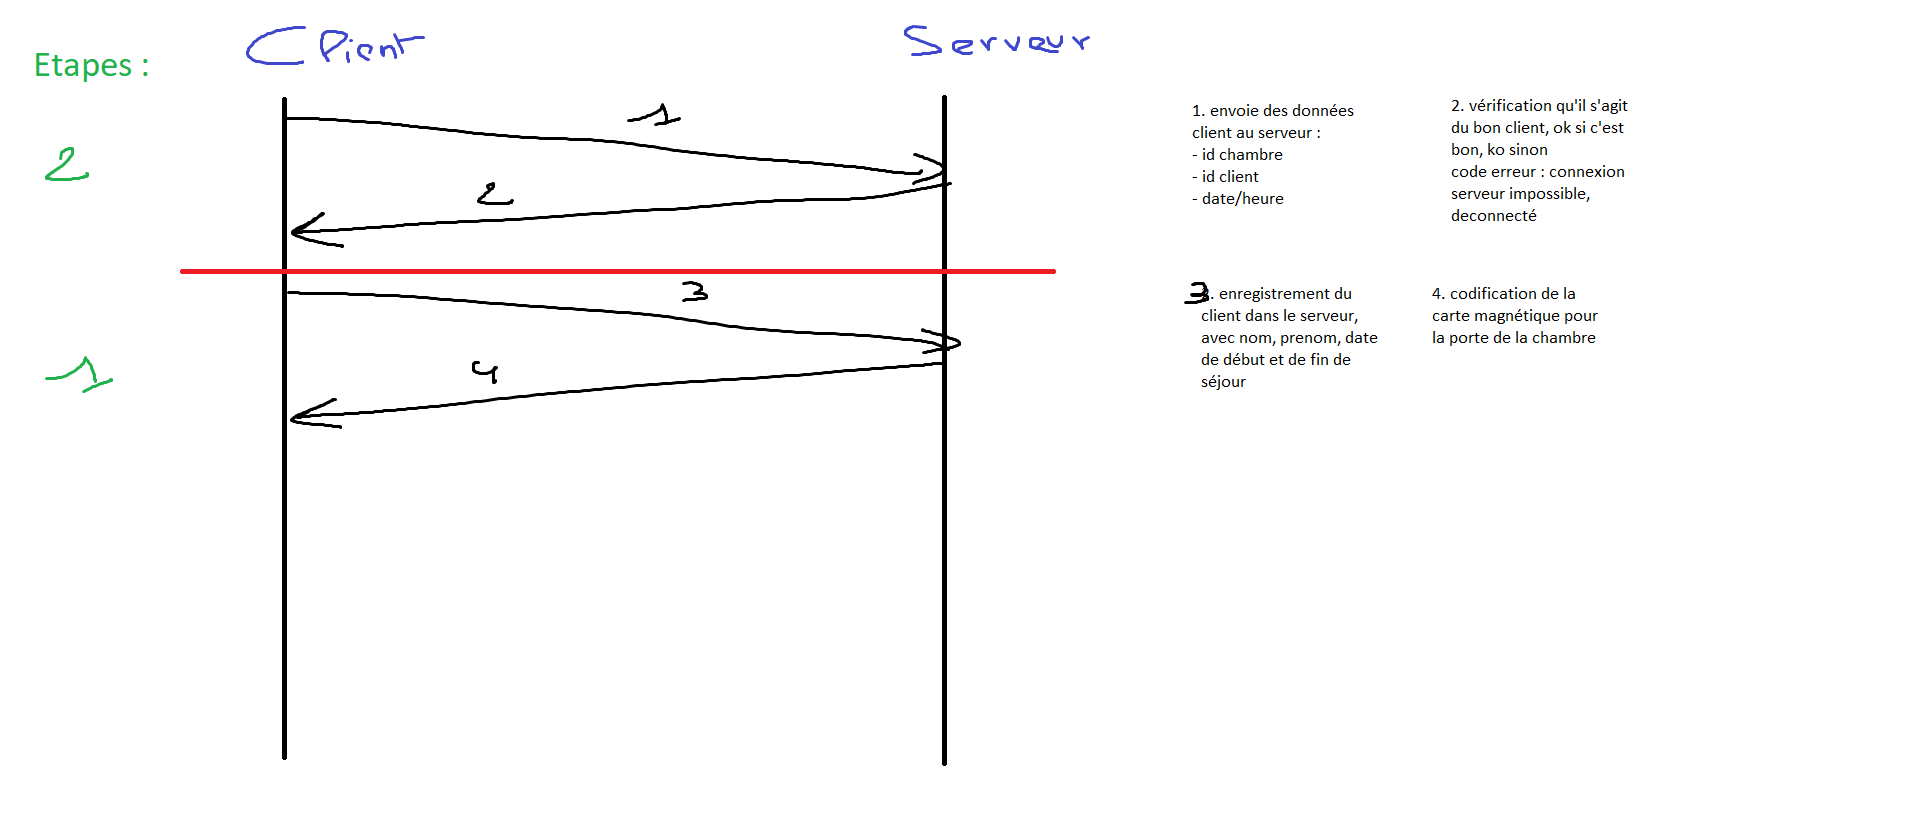 Client
Serveur
Etapes :
1
1. envoie des données
client au serveur :
- id chambre
- id client
- date/heure
2. vérification qu'il s'agit
du bon client, ok si c'est
bon, ko sinon
code erreur : connexion
serveur impossible,
deconnecté
2
2
3
3. enregistrement du
client dans le serveur,
avec nom, prenom, date
de début et de fin de
séjour
4. codification de la
carte magnétique pour
la porte de la chambre
1
4